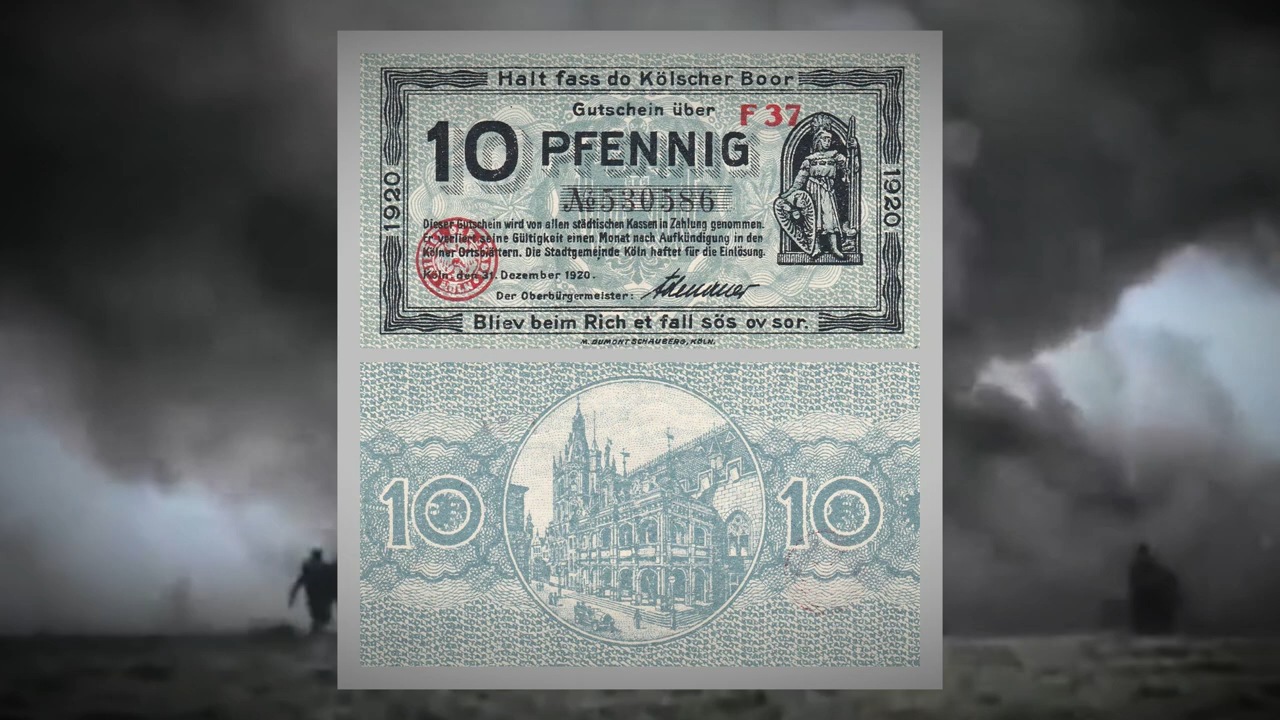 Halt fass do Kölscher Boor
Gutschein über
F 37
10 PFENNIG
№ 530586
1920
1920
Dieser Gutschein wird von allen städtischen Kassen in Zahlung genommen.
Er verliert seine Gültigkeit einen Monat nach Aufkündigung in den
Kölner Ortsblättern. Die Stadtgemeinde Köln haftet für die Einlösung.
Köln, den 31. Dezember 1920.
Der Oberbürgermeister: Adenauer
Bliev beim Rich et fall sös ov sor.
M. DUMONT SCHAUBERG, KÖLN.
10
10